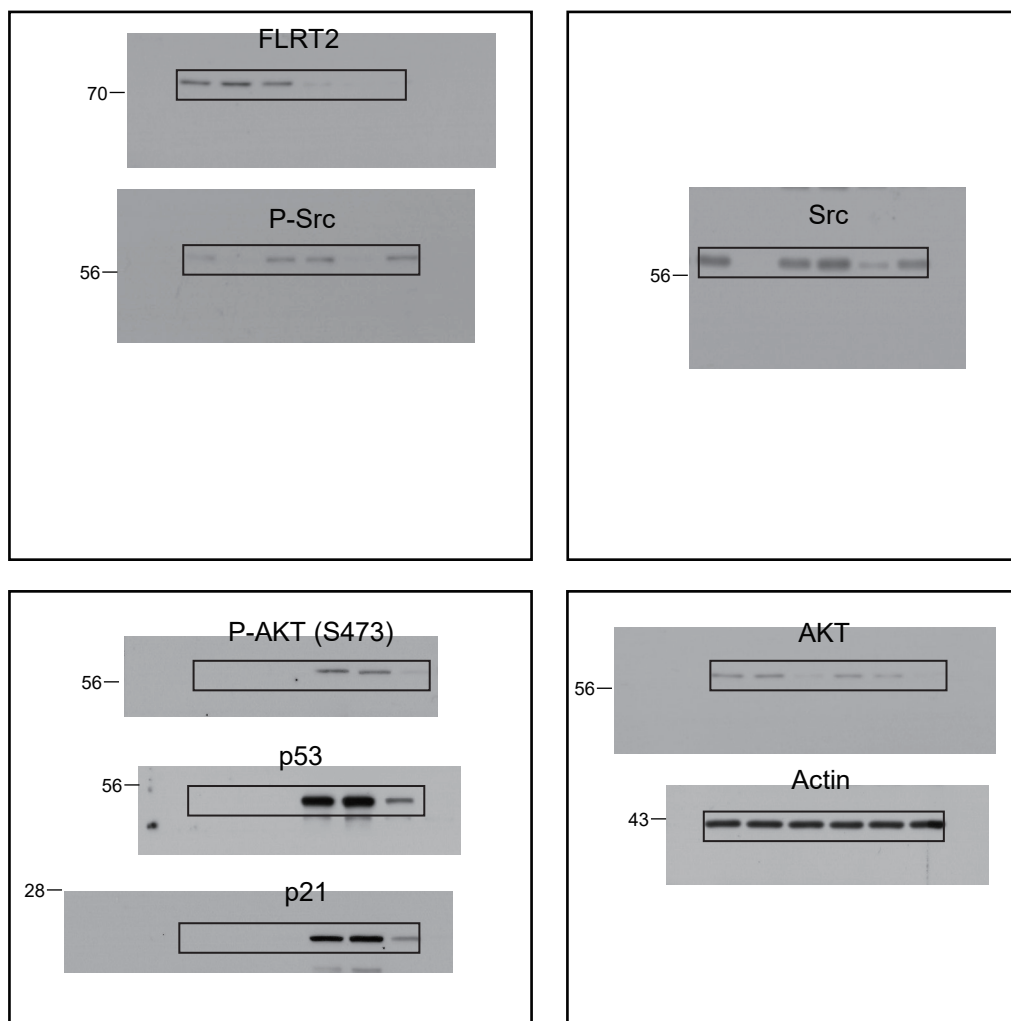 FLRT2
70
P-Src
56
Src
56
P-AKT (S473)
56
p53
56
p21
28
AKT
56
Actin
43